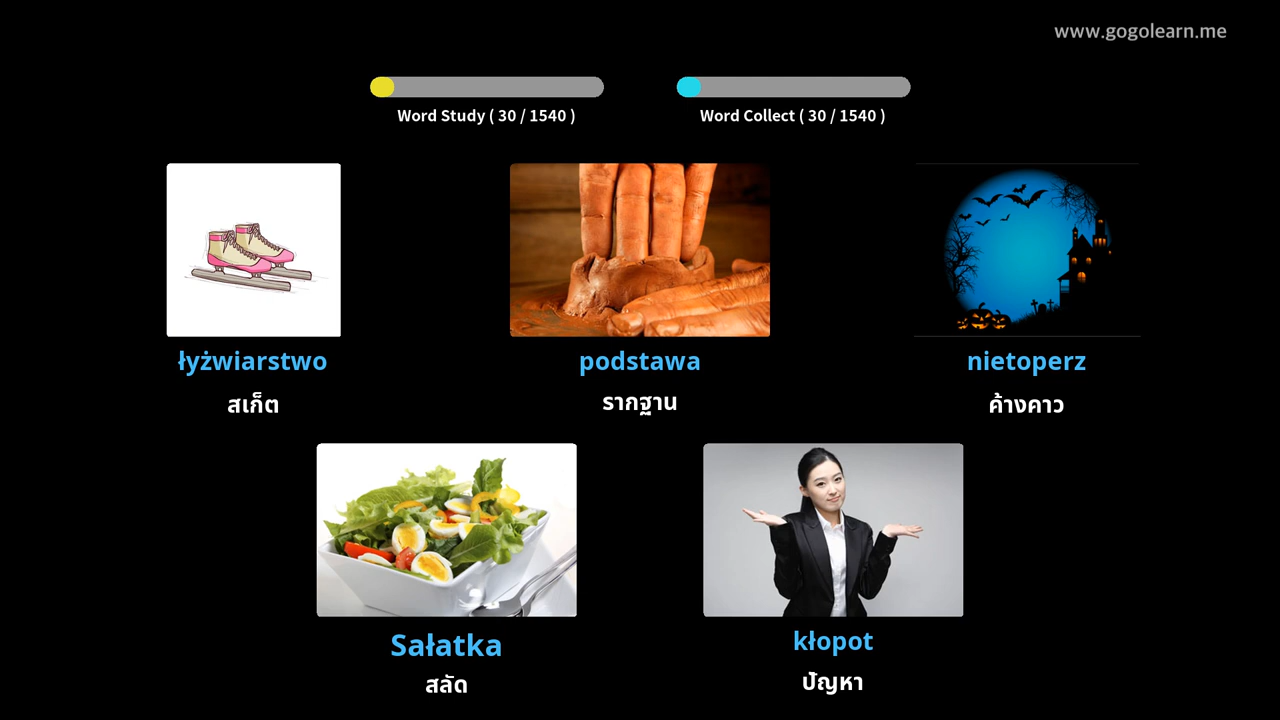 www.gogolearn.me
Word Study ( 30 / 1540 )
Word Collect ( 30 / 1540 )
łyżwiarstwo
สเก็ต
podstawa
รากฐาน
nietoperz
ค้างคาว
Sałatka
สลัด
kłopot
ปัญหา